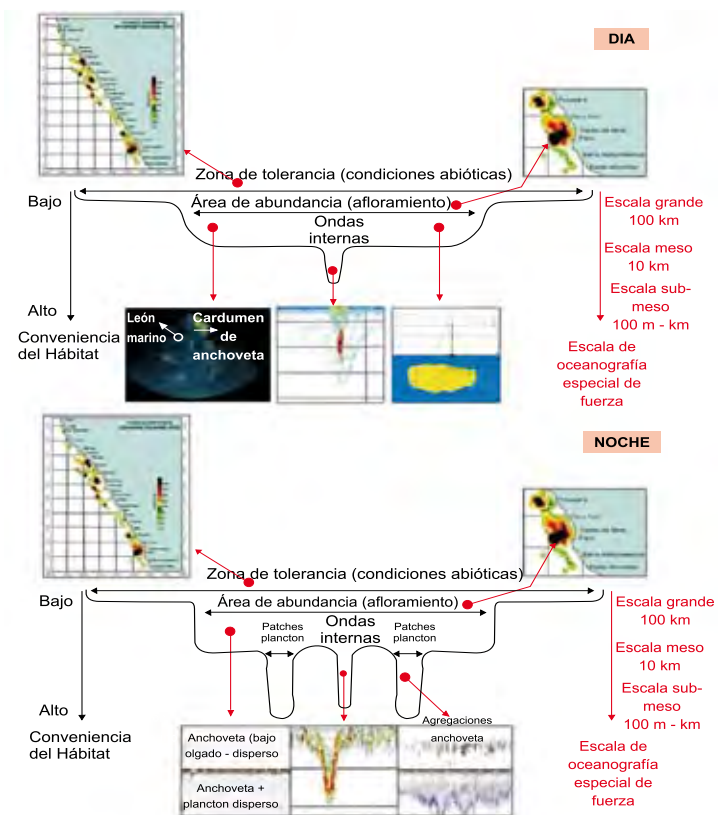 DIA
Zona de tolerancia (condiciones abióticas)
Bajo
Área de abundancia (afloramiento)
Ondas
internas
Escala grande
100 km
Escala meso
10 km
Escala sub-
meso
100 m - km
Alto
Conveniencia
del Hábitat
León
marino
Cardumen
de
anchoveta
Escala de
oceanografía
especial de
fuerza
NOCHE
Zona de tolerancia (condiciones abióticas)
Bajo
Área de abundancia (afloramiento)
Patches
plancton
Ondas
internas
Patches
plancton
Escala grande
100 km
Escala meso
10 km
Escala sub-
meso
100 m - km
Alto
Conveniencia
del Hábitat
Agregaciones
anchoveta
Anchoveta (bajo
olgado - disperso
Anchoveta +
plancton disperso
Escala de
oceanografía
especial de
fuerza